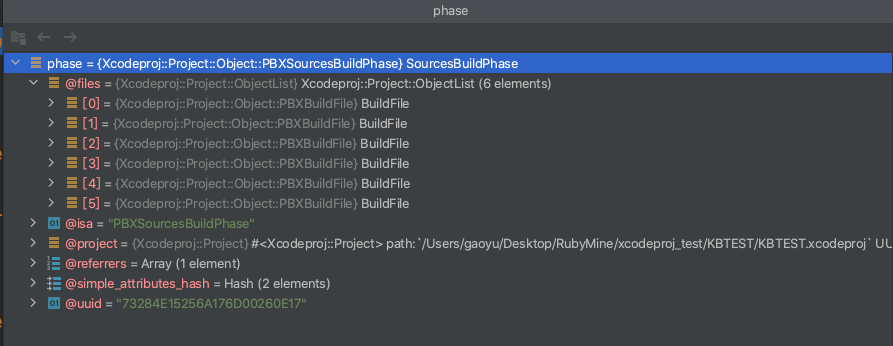 phase
phase = {Xcodeproj::Project::Object::PBXSourcesBuildPhase} SourcesBuildPhase
@files = {Xcodeproj::Project::ObjectList} Xcodeproj::Project::ObjectList (6 elements)
[0] = {Xcodeproj::Project::Object::PBXBuildFile} BuildFile
[1] = {Xcodeproj::Project::Object::PBXBuildFile} BuildFile
[2] = {Xcodeproj::Project::Object::PBXBuildFile} BuildFile
[3] = {Xcodeproj::Project::Object::PBXBuildFile} BuildFile
[4] = {Xcodeproj::Project::Object::PBXBuildFile} BuildFile
[5] = {Xcodeproj::Project::Object::PBXBuildFile} BuildFile
@isa = "PBXSourcesBuildPhase"
@project = {Xcodeproj::Project} #<Xcodeproj::Project> path:`/Users/gaoyu/Desktop/RubyMine/xcodeproj_test/KBTEST/KBTEST.xcodeproj` UU
@referrers = Array (1 element)
@simple_attributes_hash = Hash (2 elements)
@uuid = "73284E15256A176D00260E17"